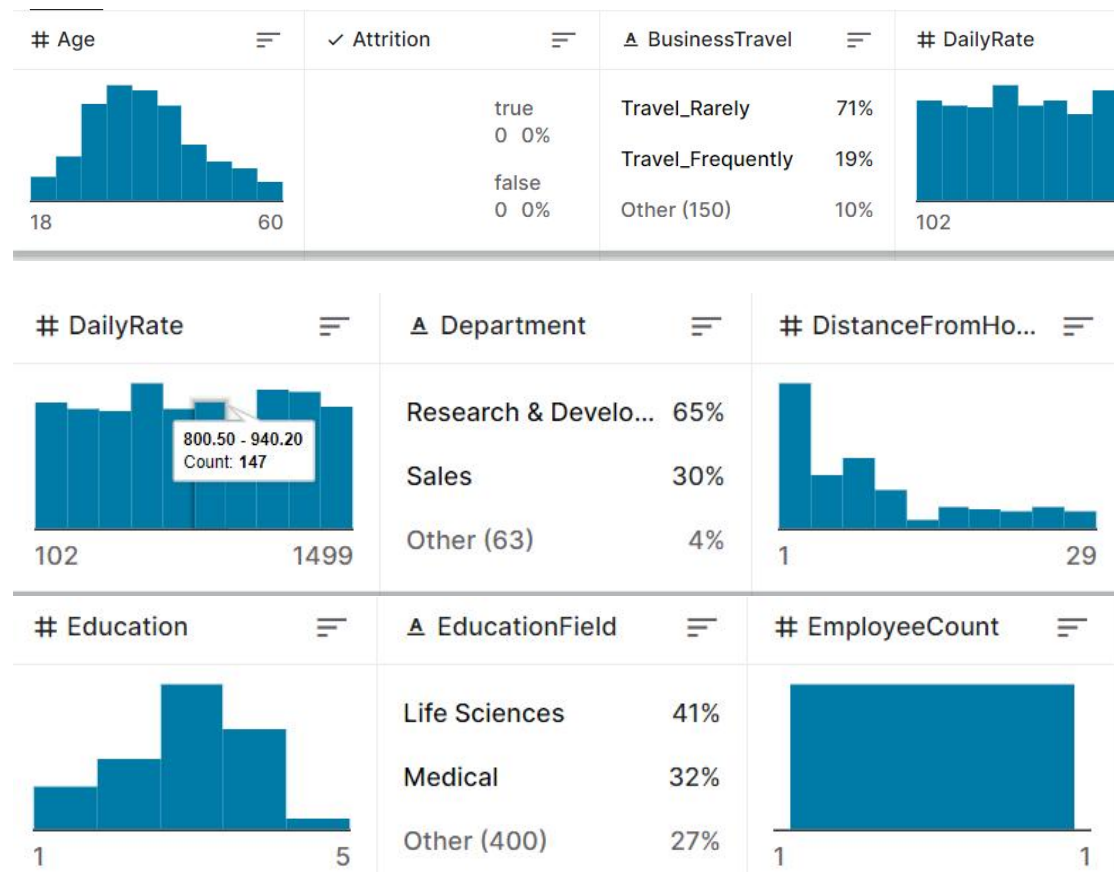 # Age
✓ Attrition
A BusinessTravel
# DailyRate
true
0 0%
false
0 0%
Travel_Rarely 71%
Travel_Frequently 19%
Other (150) 10%
18 60
102
# DailyRate
A Department
# DistanceFromHo...
800.50 - 940.20
Count: 147
102 1499
Research & Develo... 65%
Sales 30%
Other (63) 4%
1 29
# Education
A EducationField
# EmployeeCount
1 5
Life Sciences 41%
Medical 32%
Other (400) 27%
1 1